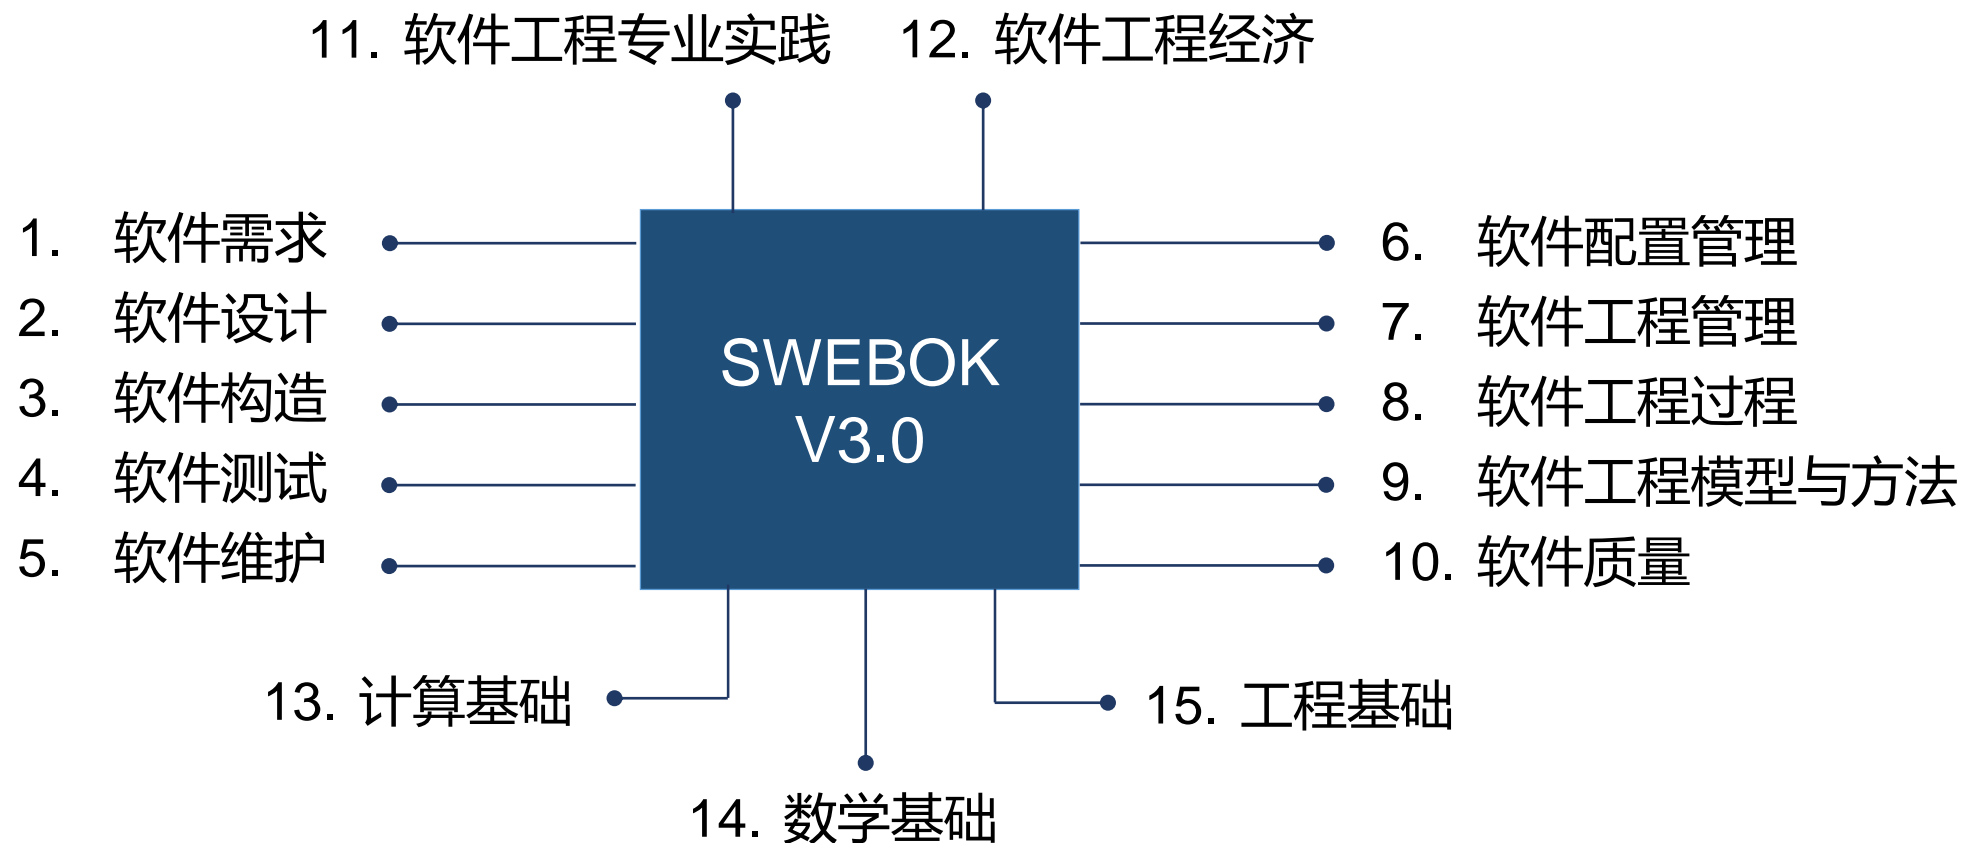 11. 软件工程专业实践
12. 软件工程经济
1. 软件需求
2. 软件设计
3. 软件构造
4. 软件测试
5. 软件维护
SWEBOK
V3.0
6. 软件配置管理
7. 软件工程管理
8. 软件工程过程
9. 软件工程模型与方法
10. 软件质量
13. 计算基础
15. 工程基础
14. 数学基础